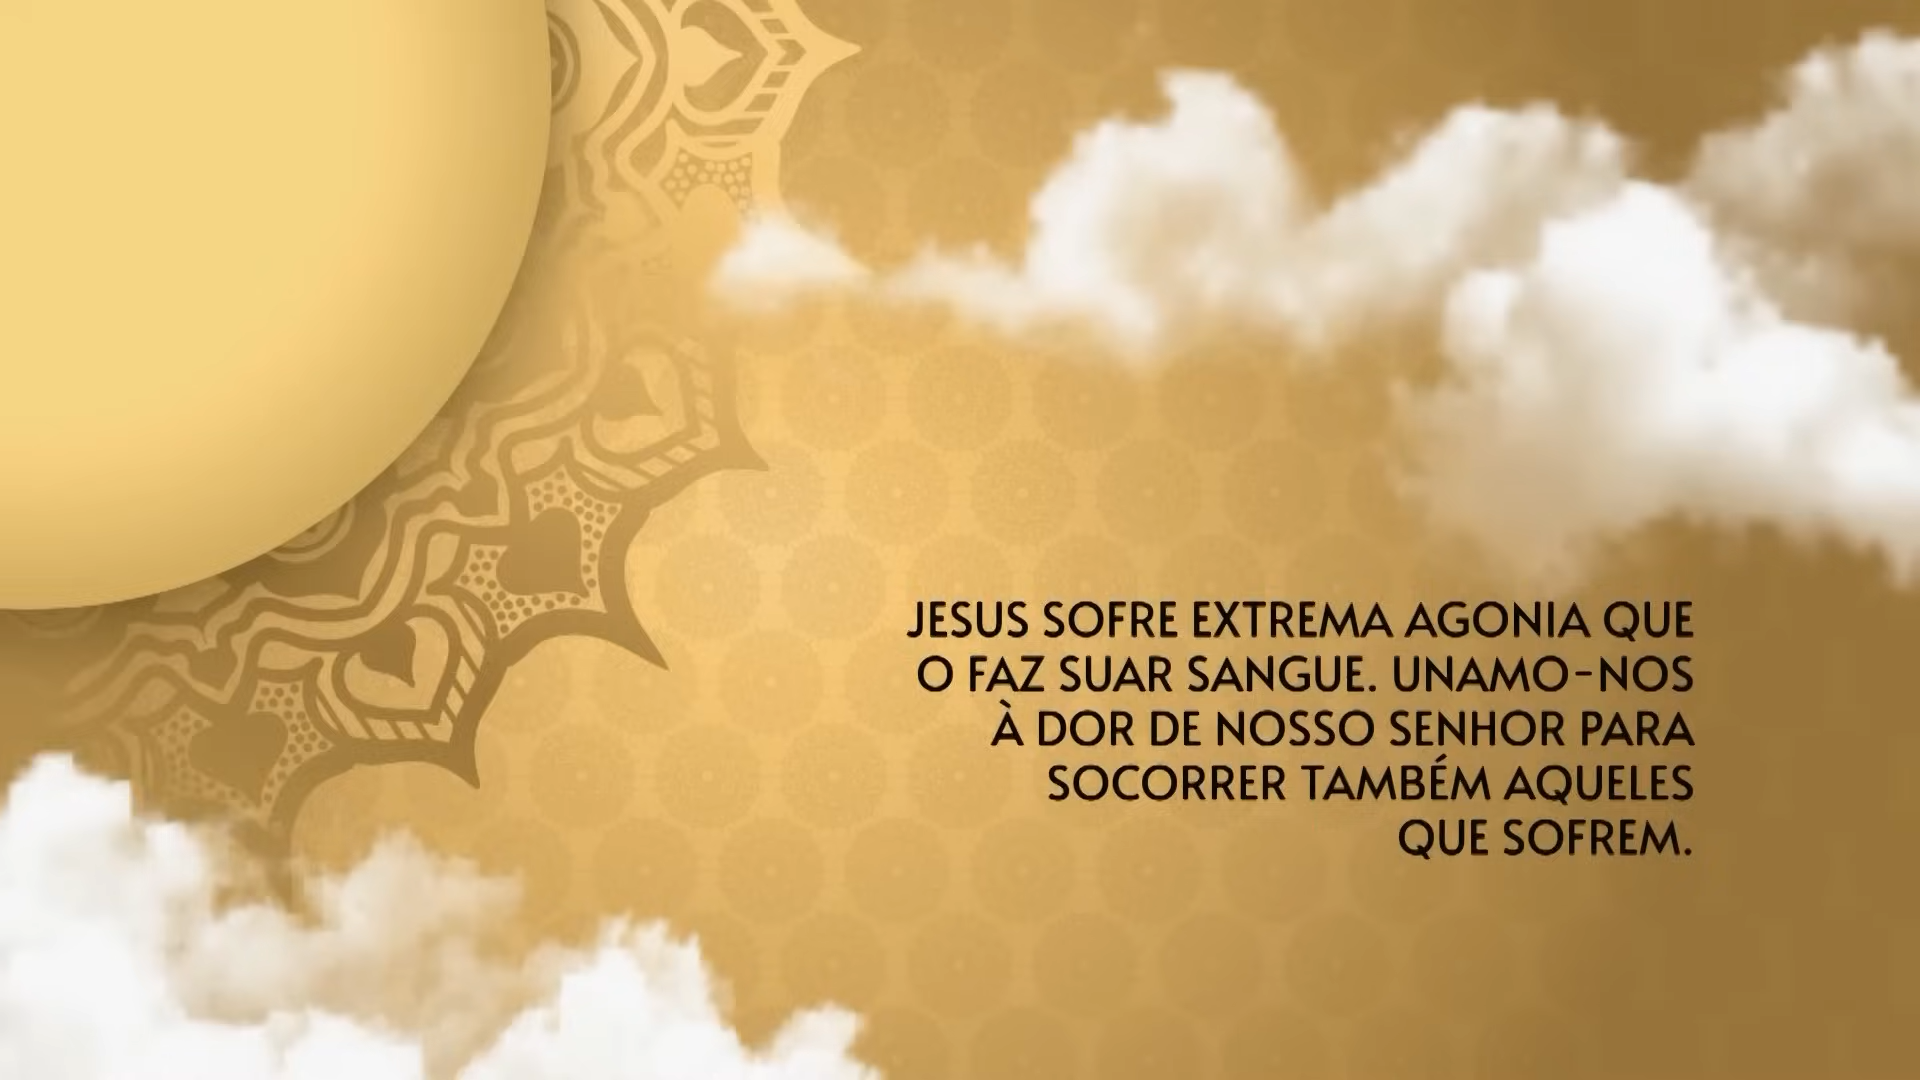 JESUS SOFRE EXTREMA AGONIA QUE
O FAZ SUAR SANGUE. UNAMO-NOS
À DOR DE NOSSO SENHOR PARA
SOCORRER TAMBÉM AQUELES
QUE SOFREM.